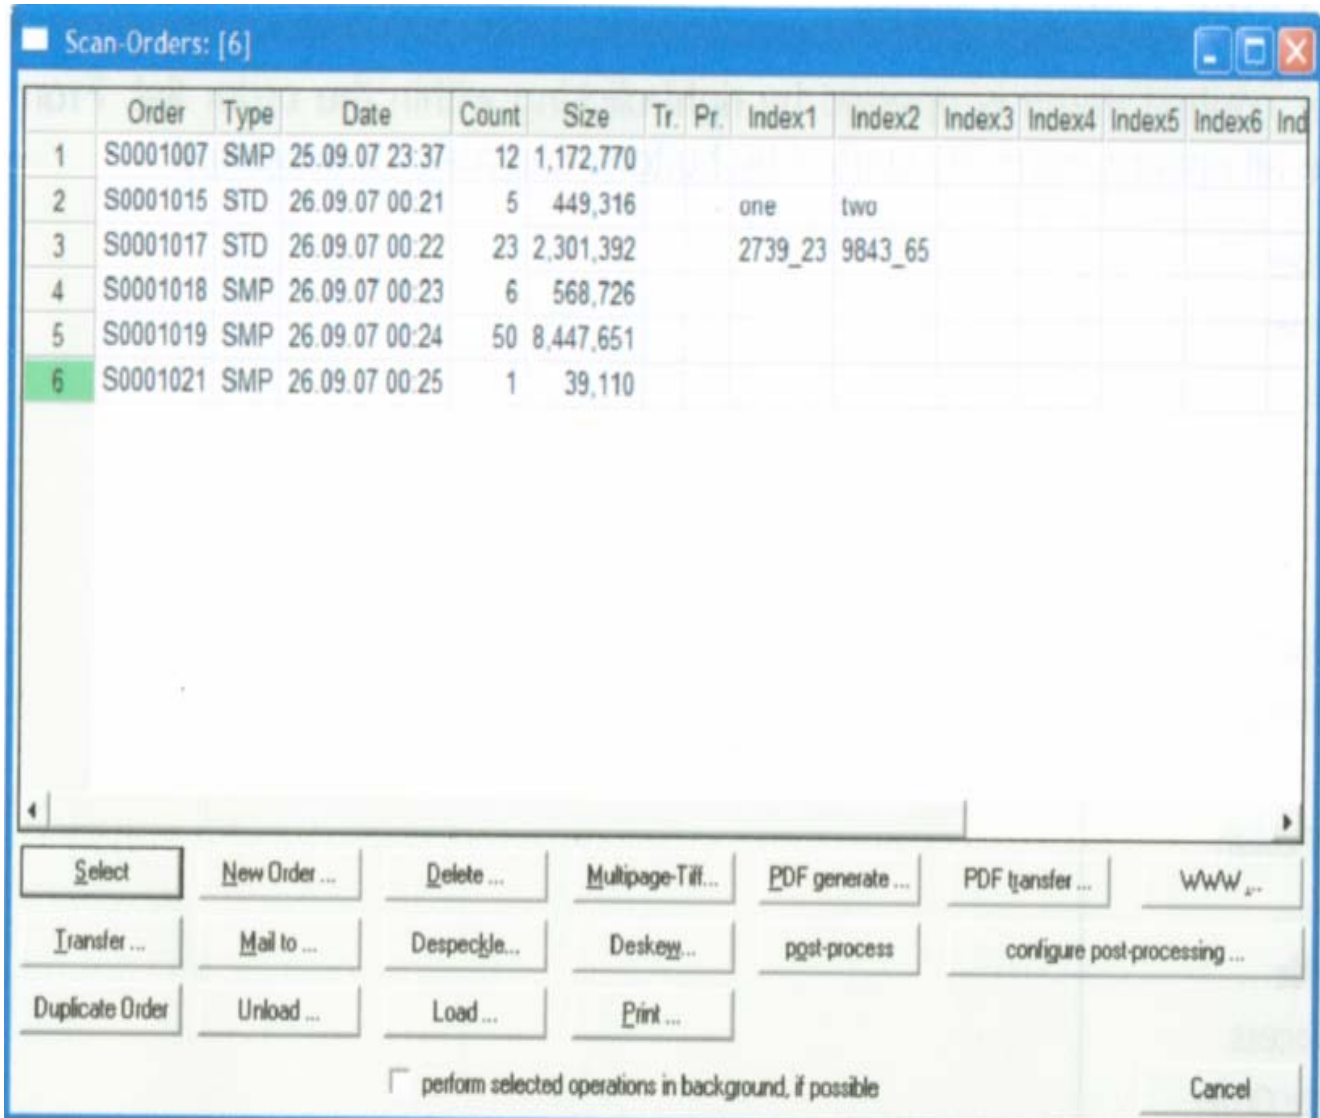 Scan-Orders: [6]
Order Type Date Count Size Tr. Pr. Index1 Index2 Index3 Index4 Index5 Index6 Ind
1 S0001007 SMP 25.09.07 23:37 12 1,172,770
2 S0001015 STD 26.09.07 00:21 5 449,316 one two
3 S0001017 STD 26.09.07 00:22 23 2,301,392 2739_23 9843_65
4 S0001018 SMP 26.09.07 00:23 6 568,726
5 S0001019 SMP 26.09.07 00:24 50 8,447,651
6 S0001021 SMP 26.09.07 00:25 1 39,110
Select New Order ... Delete ... Multipage-Tiff... PDF generate ... PDF transfer ... WWW ...
Transfer ... Mail to ... Despeckle... Deskew... post-process configure post-processing ...
Duplicate Order Unload ... Load ... Print ...
perform selected operations in background, if possible Cancel